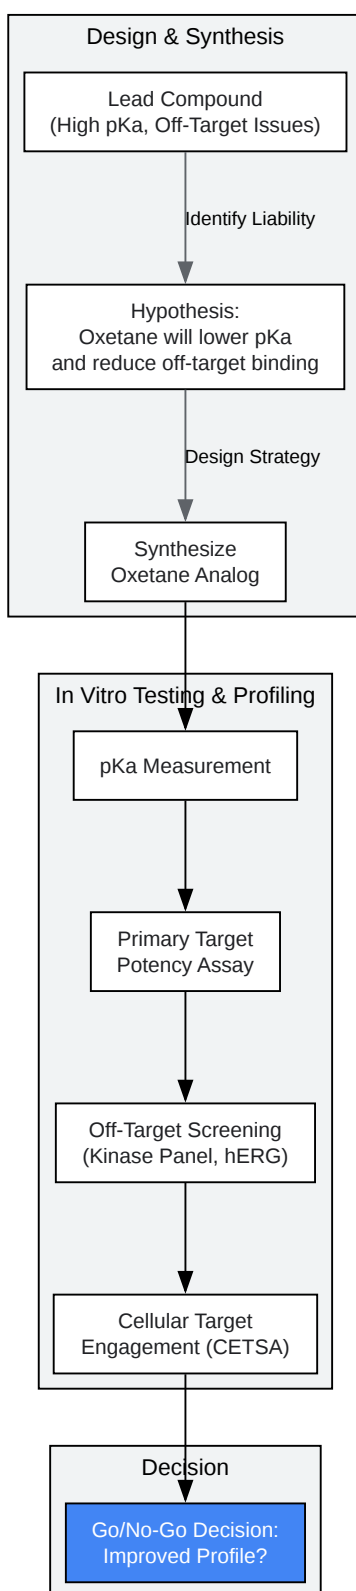 Design & Synthesis
Lead Compound
(High pKa, Off-Target Issues)
Identify Liability
Hypothesis:
Oxetane will lower pKa
and reduce off-target binding
Design Strategy
Synthesize
Oxetane Analog
In Vitro Testing & Profiling
pKa Measurement
Primary Target
Potency Assay
Off-Target Screening
(Kinase Panel, hERG)
Cellular Target
Engagement (CETSA)
Decision
Go/No-Go Decision:
Improved Profile?